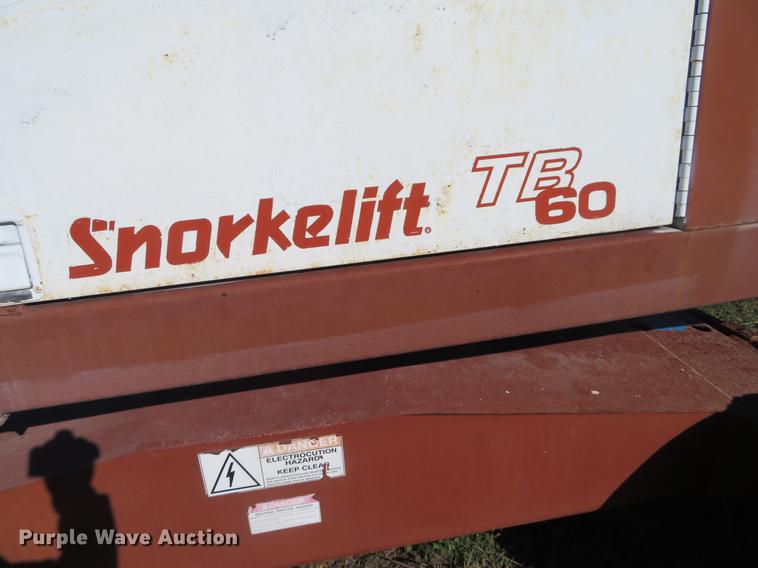 Snorkelift® TB 60
DANGER
ELECTROCUTION
HAZARD
KEEP CLEAR
DANGER
Purple Wave Auction